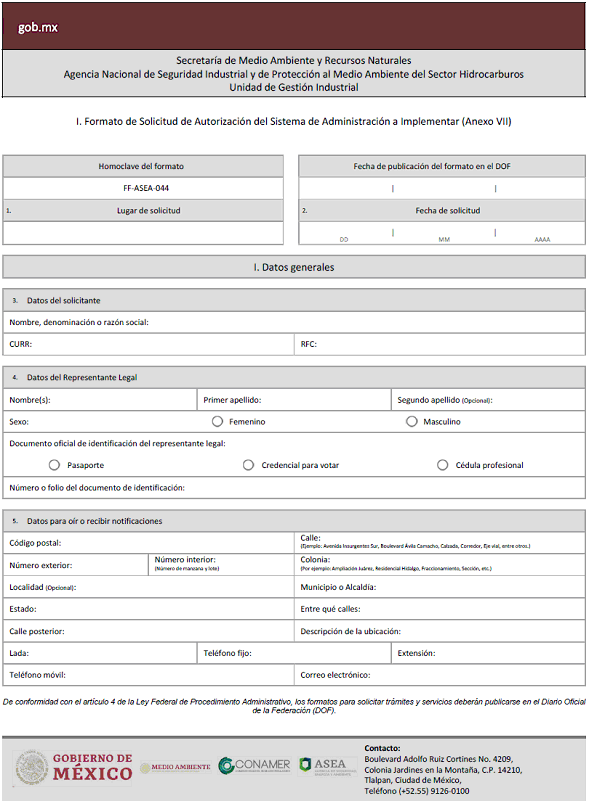 gob.mx
Secretaría de Medio Ambiente y Recursos Naturales
Agencia Nacional de Seguridad Industrial y de Protección al Medio Ambiente del Sector Hidrocarburos
Unidad de Gestión Industrial
I. Formato de Solicitud de Autorización del Sistema de Administración a Implementar (Anexo VII)
Homoclave del formato
FF-ASEA-044
Fecha de publicación del formato en el DOF
| |
1. Lugar de solicitud
2. Fecha de solicitud
| |
DD MM AAAA
I. Datos generales
3. Datos del solicitante
Nombre, denominación o razón social:
CURR: RFC:
4. Datos del Representante Legal
Nombre(s): Primer apellido: Segundo apellido (Opcional):
Sexo: Femenino Masculino
Documento oficial de identificación del representante legal:
Pasaporte Credencial para votar Cédula profesional
Número o folio del documento de identificación:
5. Datos para oír o recibir notificaciones
Código postal: Calle:
(Ejemplo: Avenida Insurgentes Sur, Boulevard Ávila Camacho, Calzada, Corredor, Eje vial, entre otros.)
Número exterior: Número interior: Colonia:
(Número de manzana y lote) (Por ejemplo: Ampliación Juárez, Residencial Hidalgo, Fraccionamiento, Sección, etc.)
Localidad (Opcional): Municipio o Alcaldía:
Estado: Entre qué calles:
Calle posterior: Descripción de la ubicación:
Lada: Teléfono fijo: Extensión:
Teléfono móvil: Correo electrónico:
De conformidad con el artículo 4 de la Ley Federal de Procedimiento Administrativo, los formatos para solicitar trámites y servicios deberán publicarse en el Diario Oficial
de la Federación (DOF).
GOBIERNO DE
MÉXICO
MEDIO AMBIENTE
CONAMER
ASEA
Contacto:
Boulevard Adolfo Ruiz Cortines No. 4209,
Colonia Jardines en la Montaña, C.P. 14210,
Tlalpan, Ciudad de México,
Teléfono (+52.55) 9126-0100